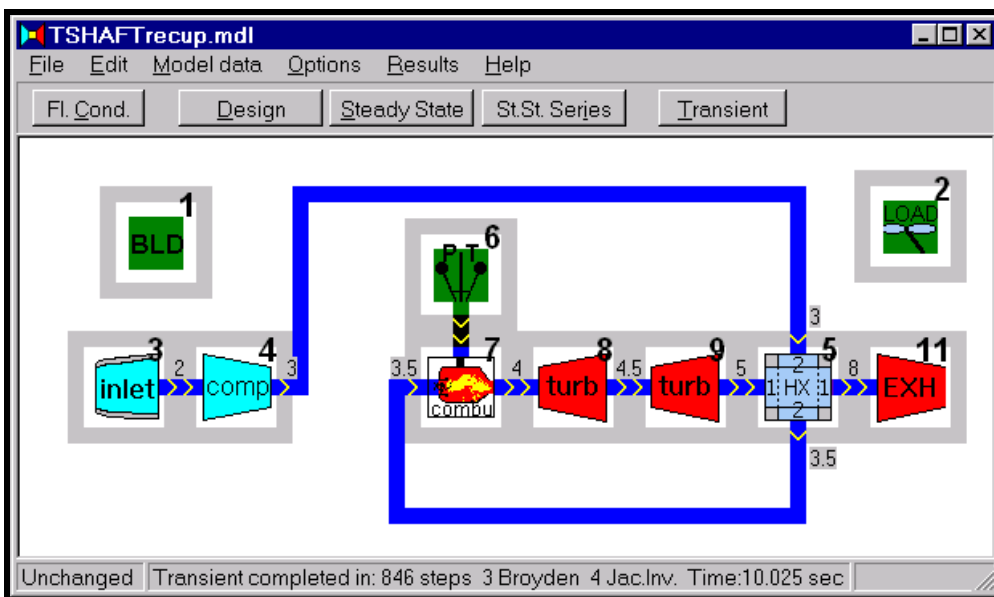 TSHAFTrecup.mdl
File Edit Model data Options Results Help
Fl. Cond. Design Steady State St.St. Series Transient
1
BLD
2
LOAD
6
P T
3
3 4 7 8 9 5 11
2 3 3.5 4 4.5 5 8
inlet comp combu turb turb 2 1 HX 1 2 EXH
3.5
Unchanged Transient completed in: 846 steps 3 Broyden 4 Jac.Inv. Time:10.025 sec